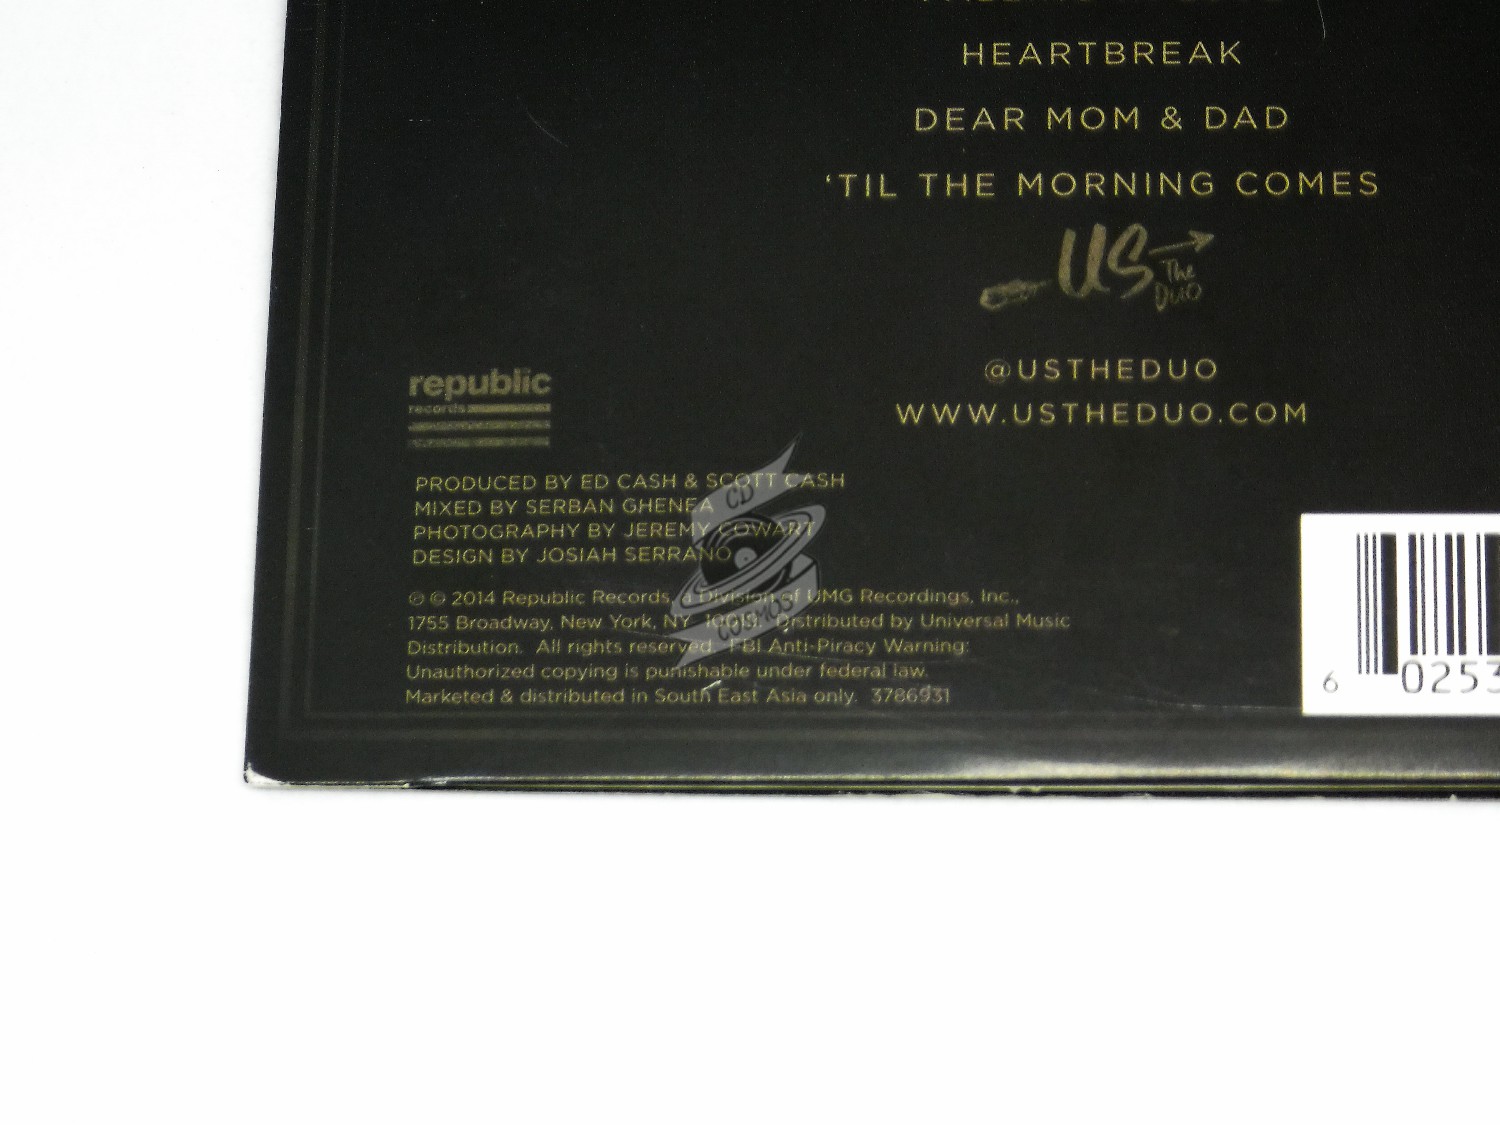 HEARTBREAK
DEAR MOM & DAD
‘TIL THE MORNING COMES
US
The
DUO
@USTHEDUO
WWW.USTHEDUO.COM
republic
records
PRODUCED BY ED CASH & SCOTT CASH
MIXED BY SERBAN GHENEA
PHOTOGRAPHY BY JEREMY COWART
DESIGN BY JOSIAH SERRANO
℗ © 2014 Republic Records, a Division of UMG Recordings, Inc.,
1755 Broadway, New York, NY 10019. Distributed by Universal Music
Distribution. All rights reserved. FBI Anti-Piracy Warning:
Unauthorized copying is punishable under federal law.
Marketed & distributed in South East Asia only. 3786931
CD
COSMOS
6 0253